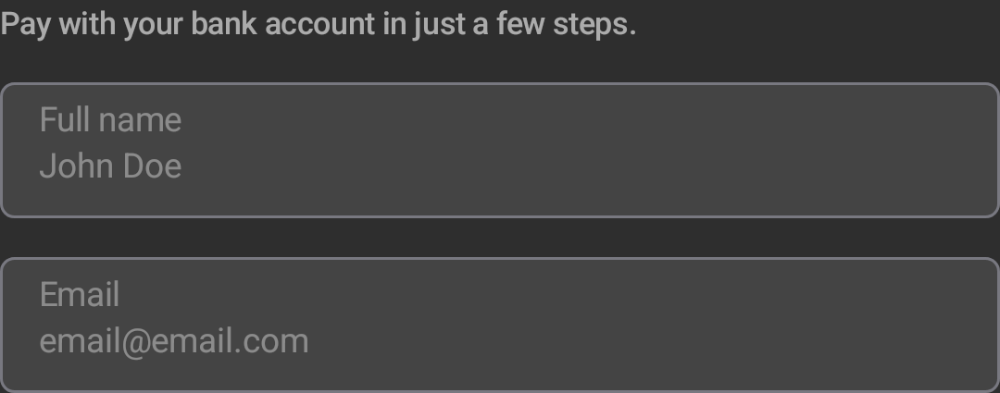 Pay with your bank account in just a few steps.
Full name
John Doe
Email
email@email.com